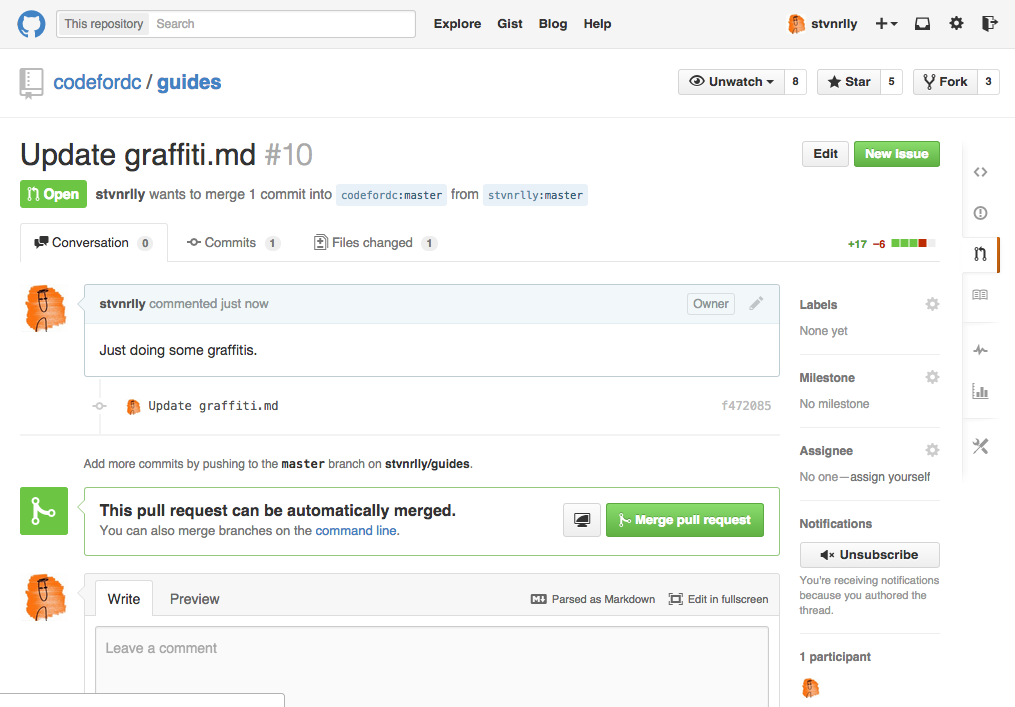 This repository Search Explore Gist Blog Help stvnrlly
codefordc / guides Unwatch 8 Star 5 Fork 3
Update graffiti.md #10 Edit New issue
Open stvnrlly wants to merge 1 commit into codefordc:master from stvnrlly:master
Conversation 0 Commits 1 Files changed 1 +17 −6
stvnrlly commented just now Owner
Just doing some graffitis.
Update graffiti.md f472085
Add more commits by pushing to the master branch on stvnrlly/guides.
This pull request can be automatically merged.
You can also merge branches on the command line.
Merge pull request
Write Preview Parsed as Markdown Edit in fullscreen
Leave a comment
Labels
None yet
Milestone
No milestone
Assignee
No one—assign yourself
Notifications
Unsubscribe
You're receiving notifications
because you authored the
thread.
1 participant